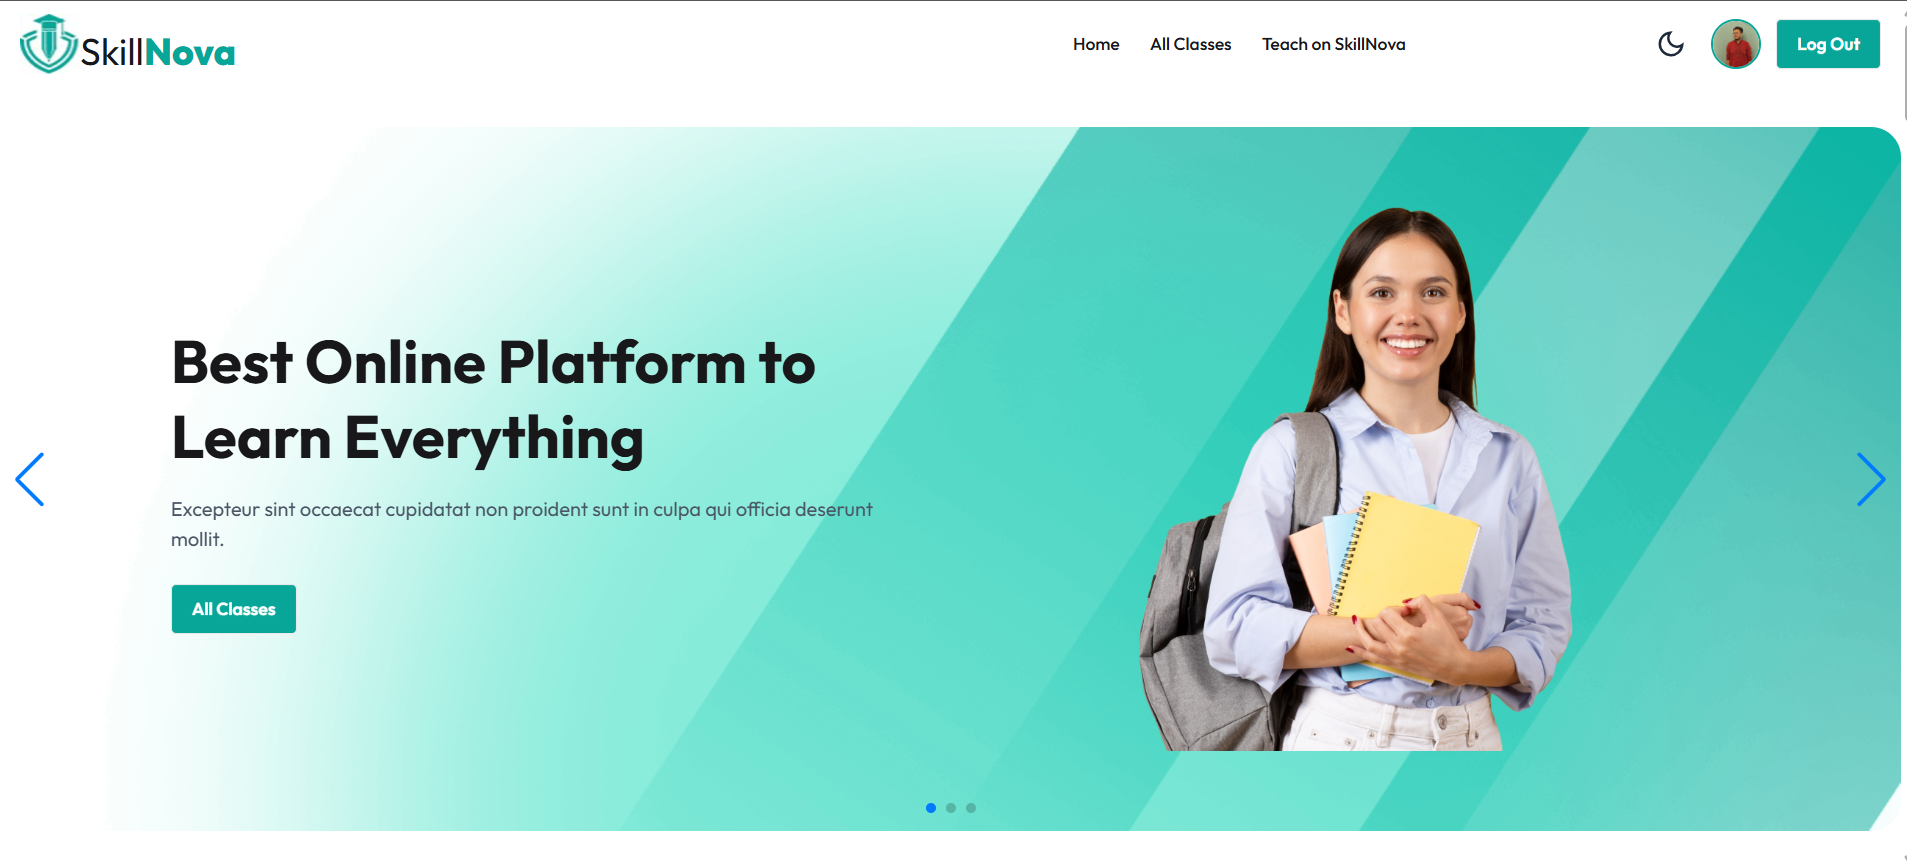 SkillNova
Home
All Classes
Teach on SkillNova
Log Out
Best Online Platform to
Learn Everything
Excepteur sint occaecat cupidatat non proident sunt in culpa qui officia deserunt
mollit.
All Classes